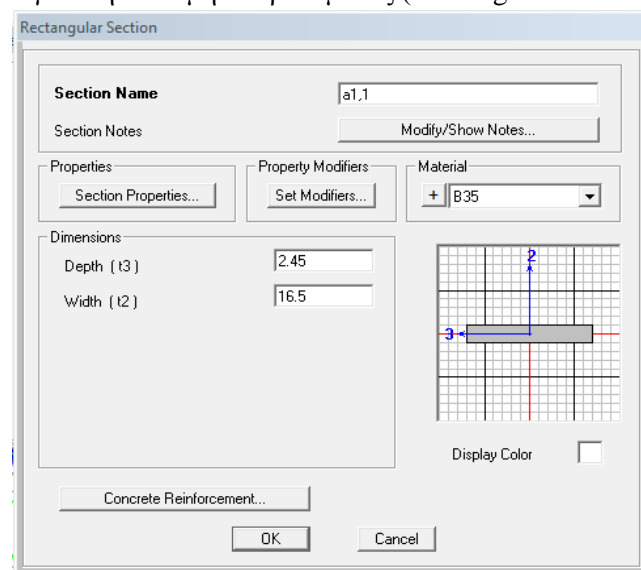 Rectangular Section
Section Name
a1,1
Section Notes
Modify/Show Notes...
Properties
Section Properties...
Property Modifiers
Set Modifiers...
Material
+
B35
Dimensions
Depth ( t3 )
2.45
Width ( t2 )
16.5
2
3
Display Color
Concrete Reinforcement...
OK
Cancel